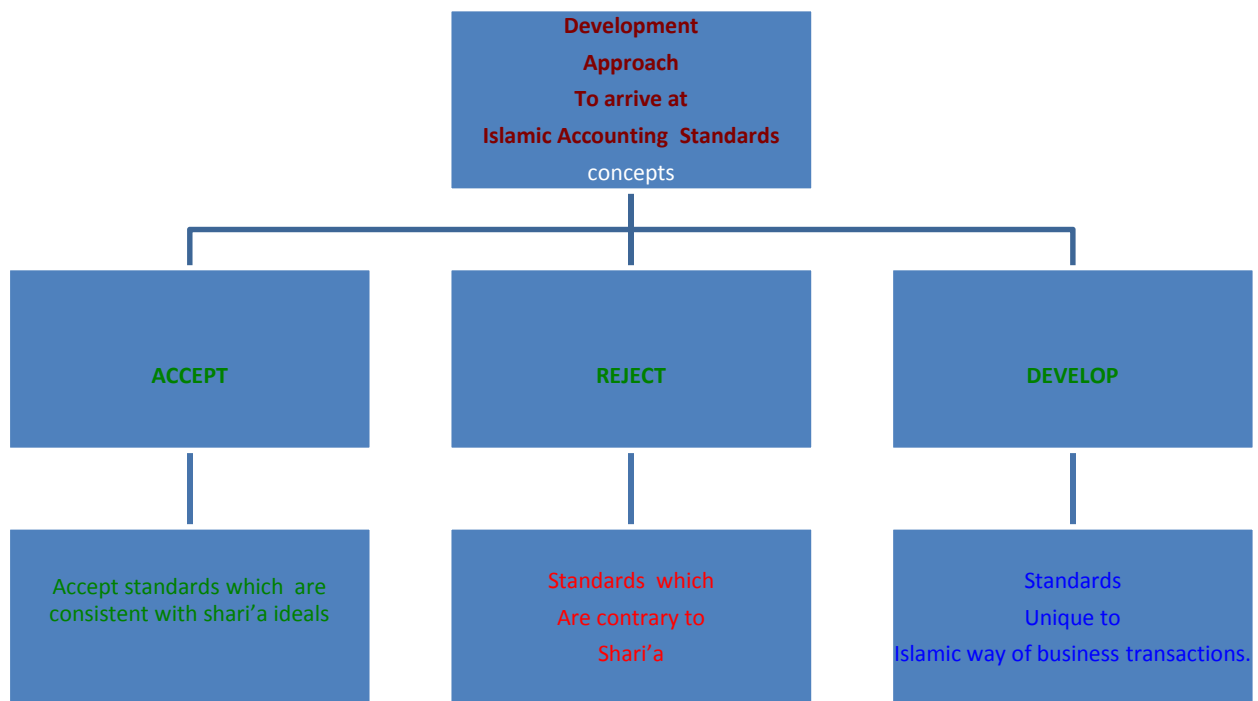 Development
Approach
To arrive at
Islamic Accounting Standards
concepts
ACCEPT
REJECT
DEVELOP
Accept standards which are
consistent with shari’a ideals
Standards which
Are contrary to
Shari’a
Standards
Unique to
Islamic way of business transactions.